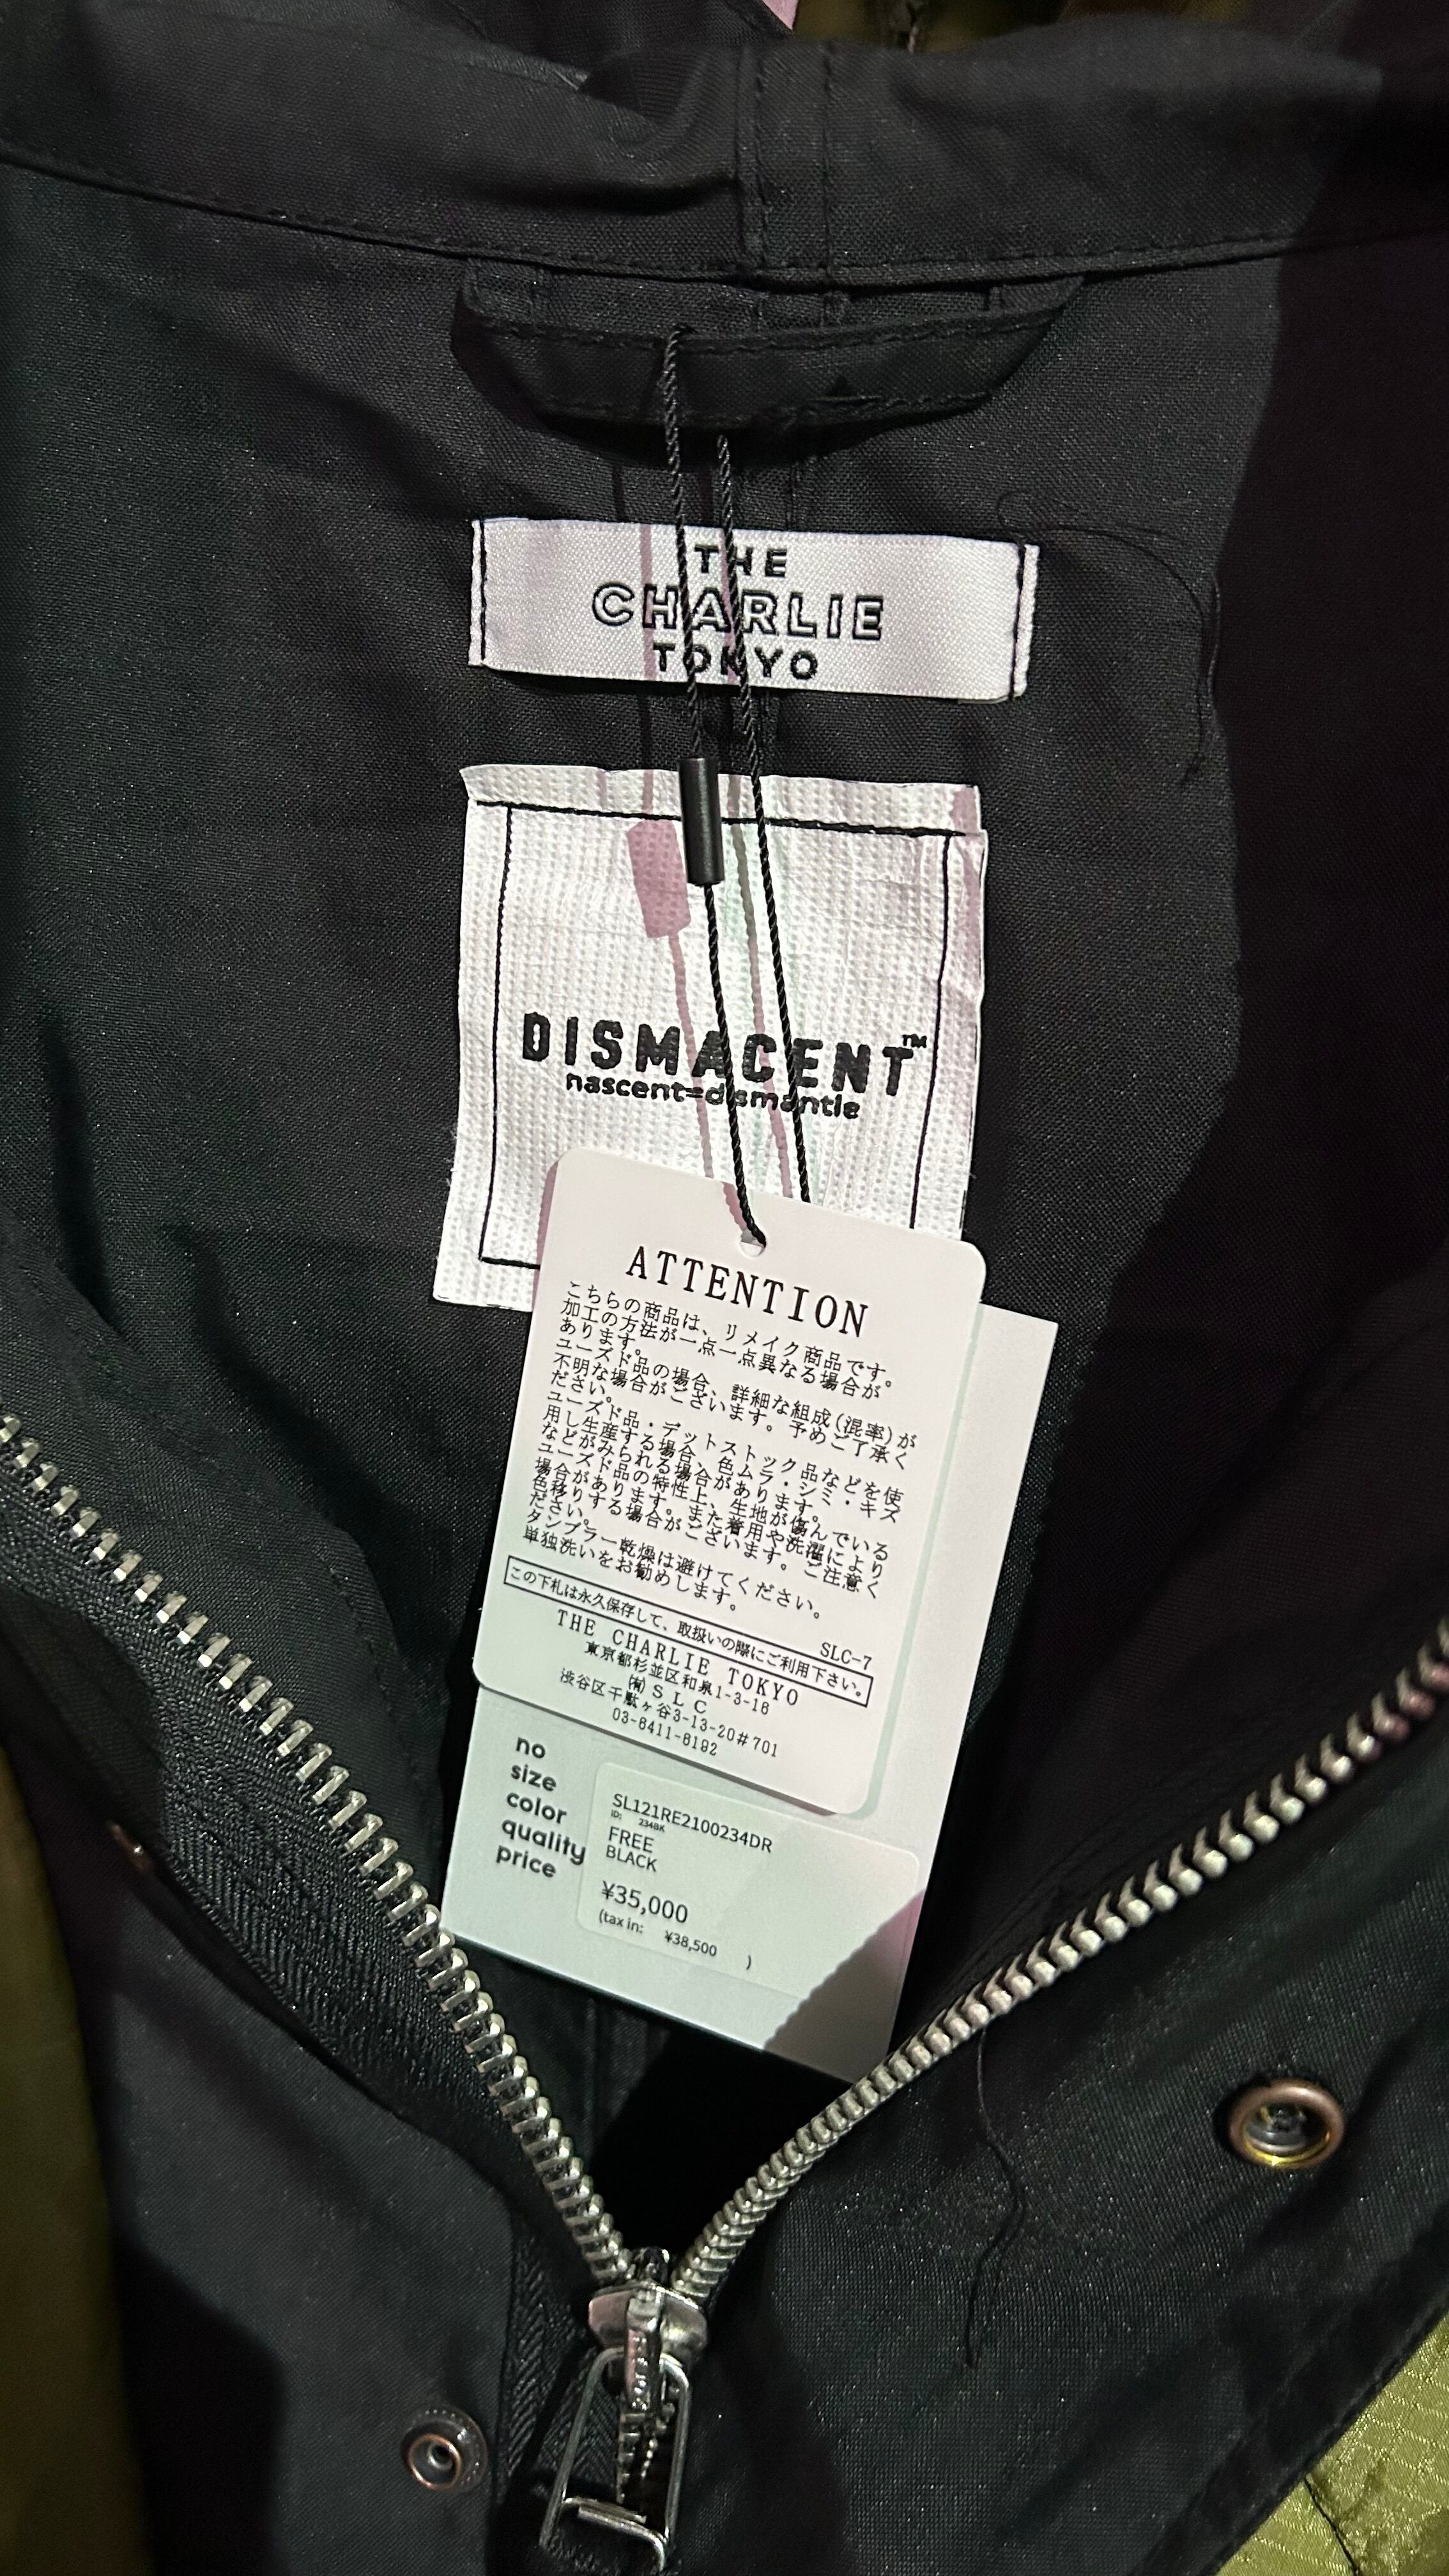 THE
CHARLIE
TOKYO
DISMACENT™
nascent=dismantle
ATTENTION
こちらの商品は、リメイク商品です。
加工の方法が一点一点異なる場合が
あります。
ユーズド品の場合、詳細な組成(混率)が
不明な場合がございます。予めご了承く
ださい。
ユーズド品・デットストック品などを使
用し生産する場合、色ムラ・シミ・キズ
などがみられる場合があります。
ユーズド品の特性上、生地が傷んでいる
場合があります。また着用や洗濯により
色移りする場合がございます。ご注意く
ださい。
タンブラー乾燥は避けてください。
単独洗いをお勧めします。
SLC-7
この下札は永久保存して、取扱いの際にご利用下さい。
THE CHARLIE TOKYO
東京都杉並区和泉1-3-18
㈲SLC
渋谷区千駄ヶ谷3-13-20#701
03-6411-6192
no SL121RE2100234DR
ID: 234BK
size FREE
color BLACK
quality
price ¥35,000
(tax in: ¥38,500 )